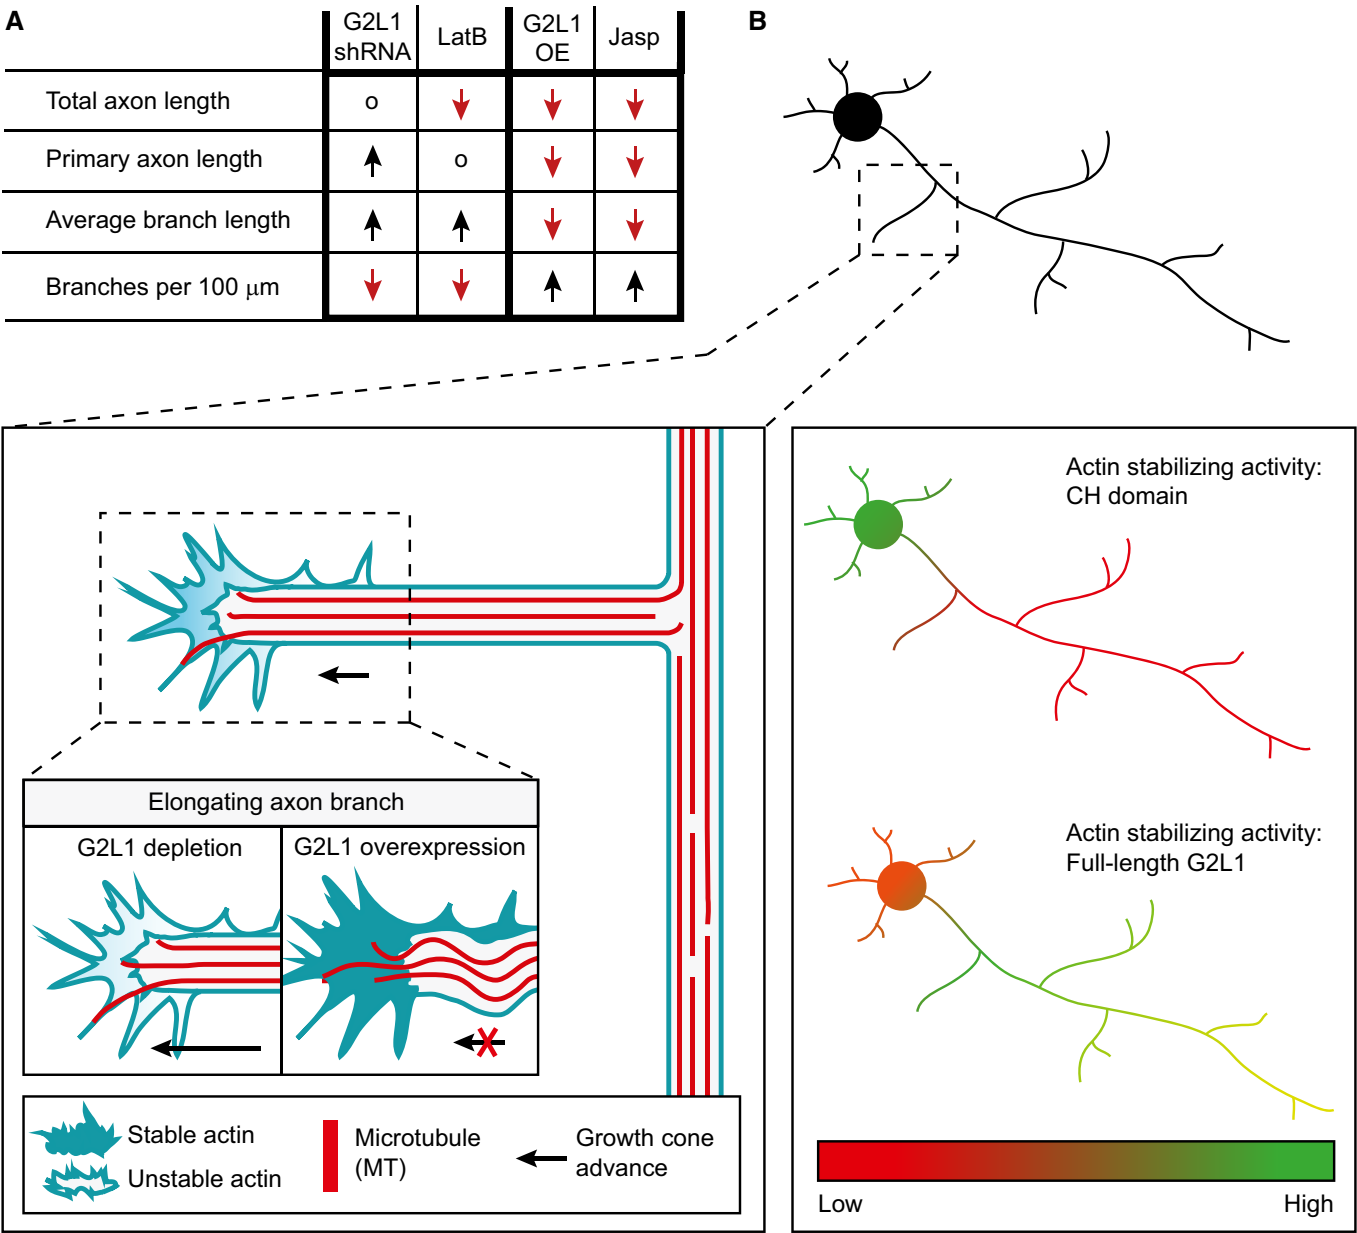 A
G2L1
shRNA
LatB
G2L1
OE
Jasp
Total axon length
o
Primary axon length
o
Average branch length
Branches per 100 μm
B
Elongating axon branch
G2L1 depletion
G2L1 overexpression
Stable actin
Unstable actin
Microtubule
(MT)
Growth cone
advance
Actin stabilizing activity:
CH domain
Actin stabilizing activity:
Full-length G2L1
Low
High